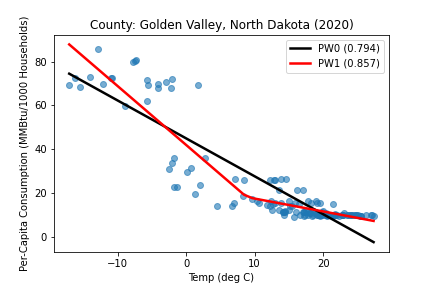 County: Golden Valley, North Dakota (2020)
PW0 (0.794)
PW1 (0.857)
Per-Capita Consumption (MMBtu/1000 Households)
80
60
40
20
0
−10
0
10
20
Temp (deg C)